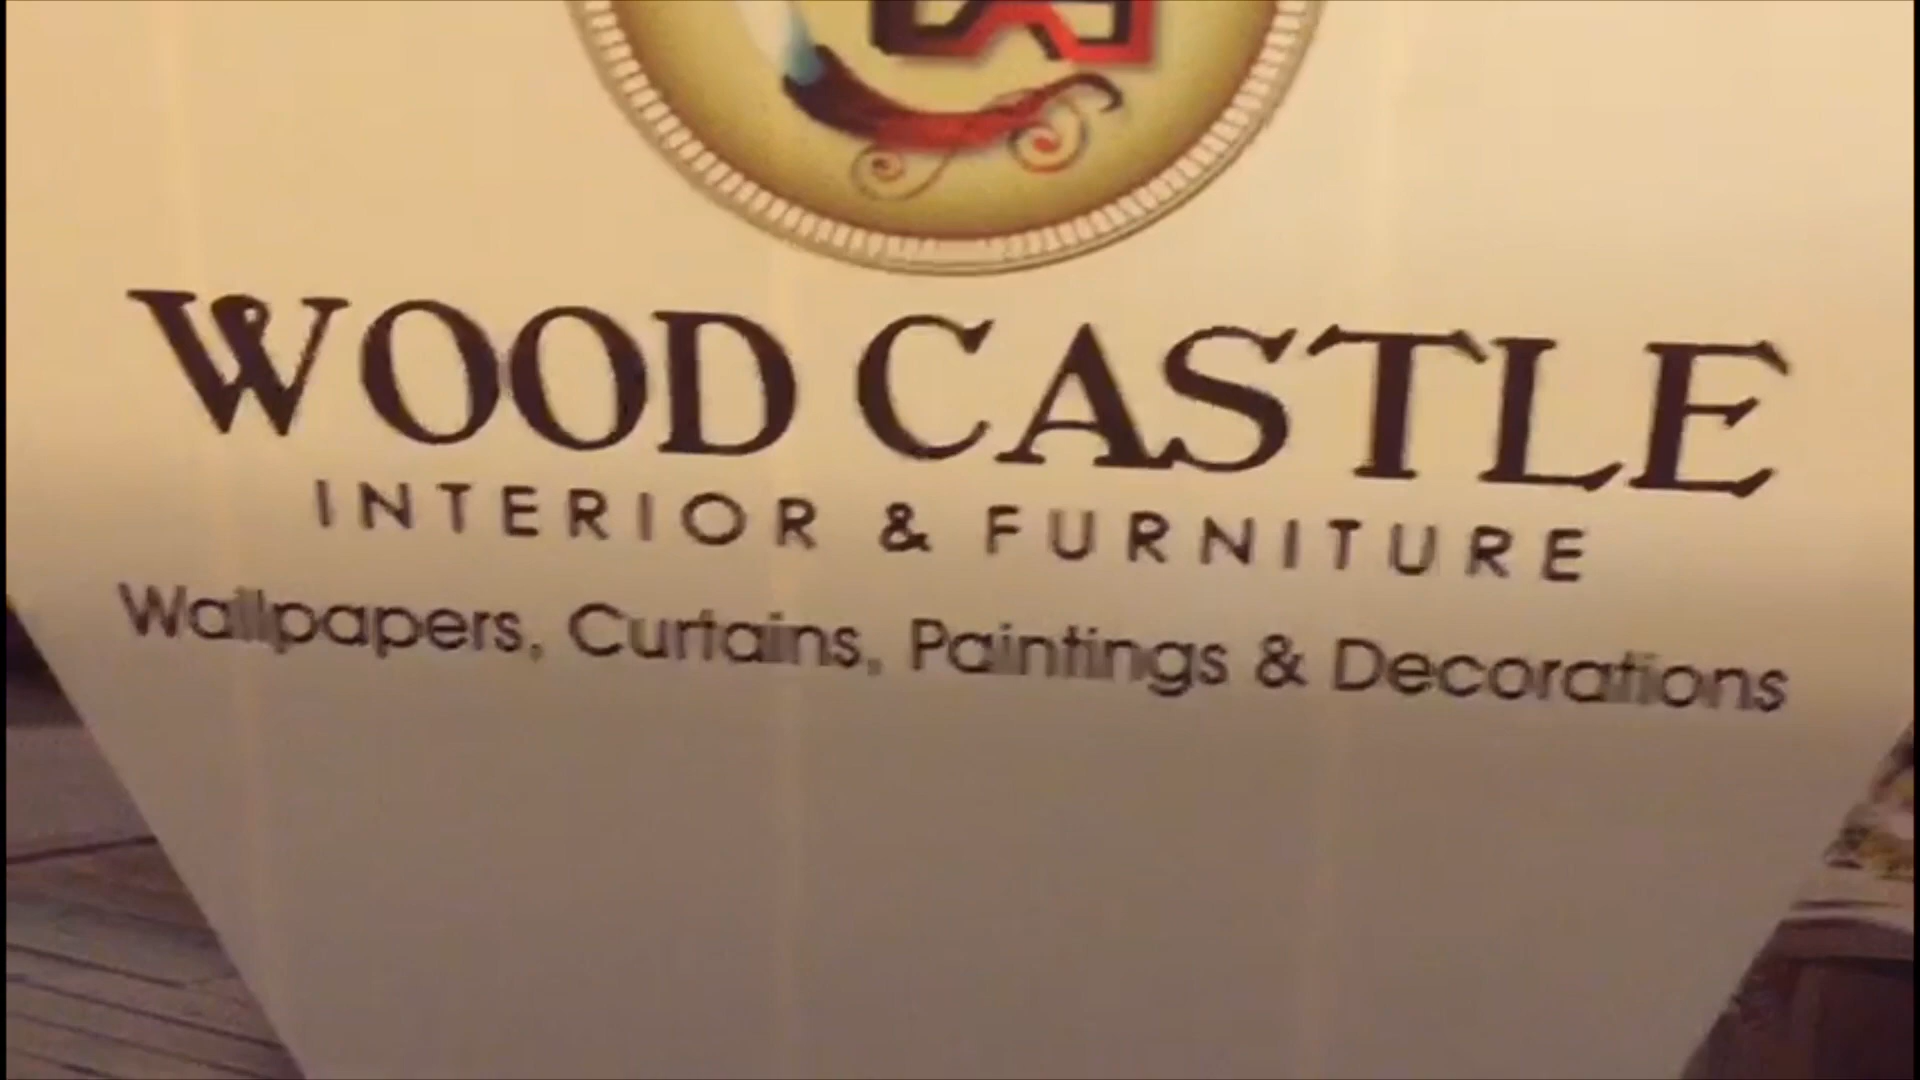 WOOD CASTLE
INTERIOR & FURNITURE
Wallpapers, Curtains, Paintings & Decorations